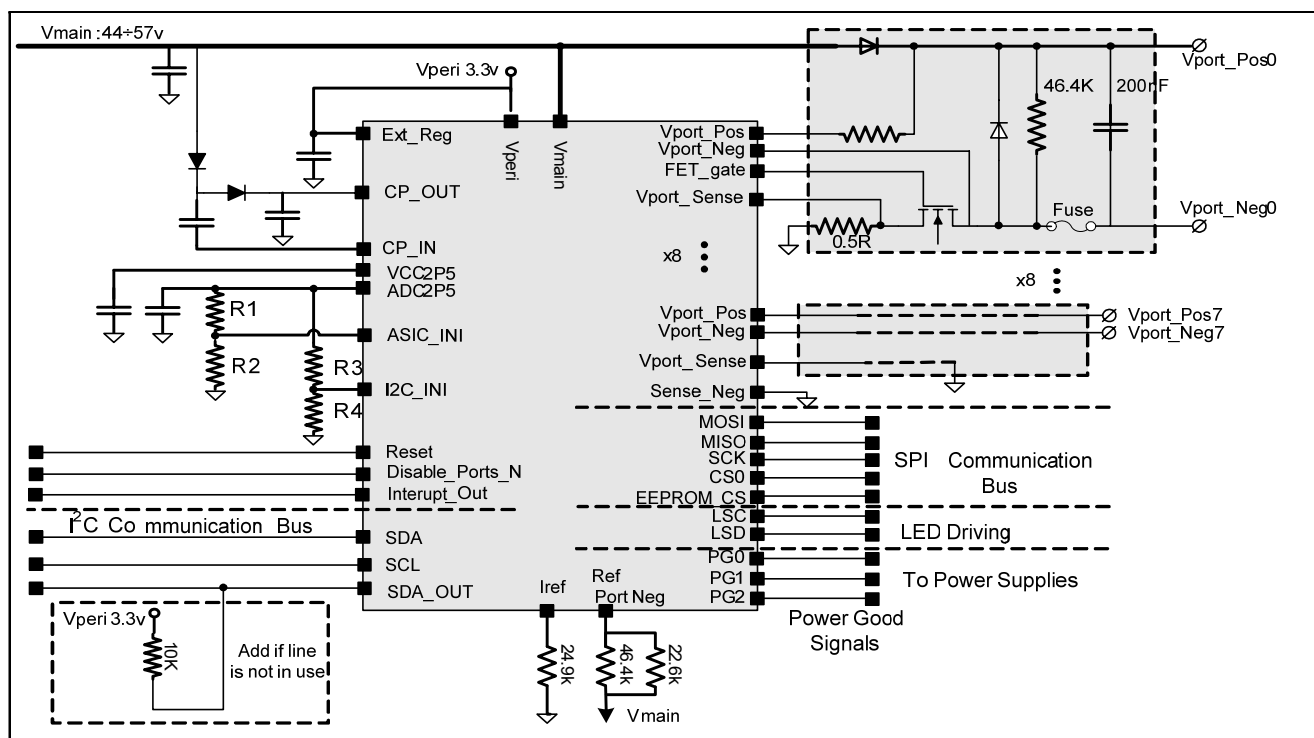 Vmain :44÷57v
Vperi 3.3v
Vport_Pos0
46.4K
200nF
Ext_Reg
Vperi
Vmain
Vport_Pos
Vport_Neg
FET_gate
Vport_Sense
CP_OUT
Fuse
Vport_Neg0
0.5R
CP_IN
x8
VCC2P5
ADC2P5
x8
R1
Vport_Pos
Vport_Pos7
ASIC_INI
Vport_Neg
Vport_Neg7
R2
R3
Vport_Sense
I2C_INI
Sense_Neg
R4
MOSI
Reset
MISO
SCK
SPI Communication
Bus
Disable_Ports_N
CS0
Interupt_Out
EEPROM_CS
I2C Co mmunication Bus
LSC
SDA
LSD
LED Driving
SCL
PG0
SDA_OUT
Iref
Ref
Port Neg
PG1
To Power Supplies
PG2
Vperi 3.3v
Power Good
Signals
10K
Add if line
is not in use
24.9k
46.4k
22.6k
Vmain